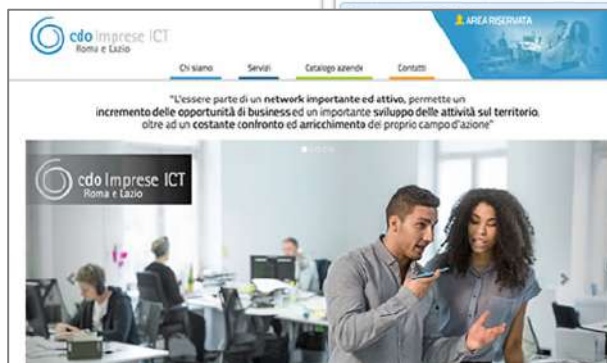 cdo Imprese ICT
Roma e Lazio
AREA RISERVATA
Chi siamo
Servizi
Catalogo aziende
Contatti
"L'essere parte di un network importante ed attivo, permette un
incremento delle opportunità di business ed un importante sviluppo delle attività sul territorio,
oltre ad un costante confronto ed arricchimento del proprio campo d'azione"
cdo Imprese ICT
Roma e Lazio